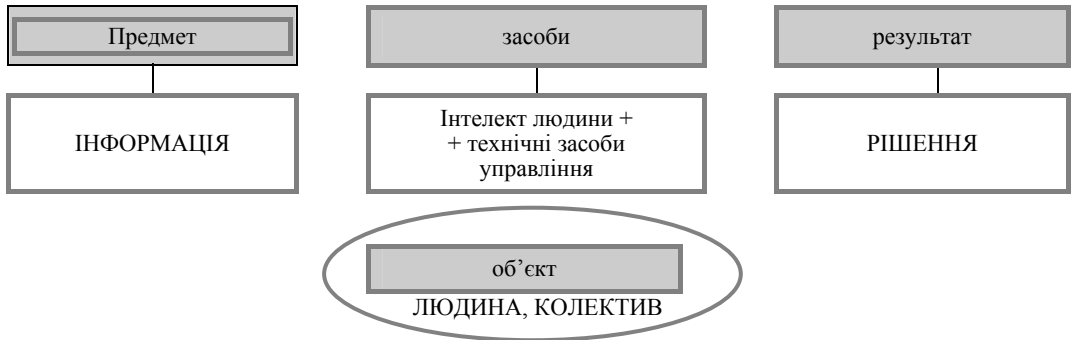 Предмет
засоби
результат
ІНФОРМАЦІЯ
Інтелект людини +
+ технічні засоби
управління
РІШЕННЯ
об’єкт
ЛЮДИНА, КОЛЕКТИВ